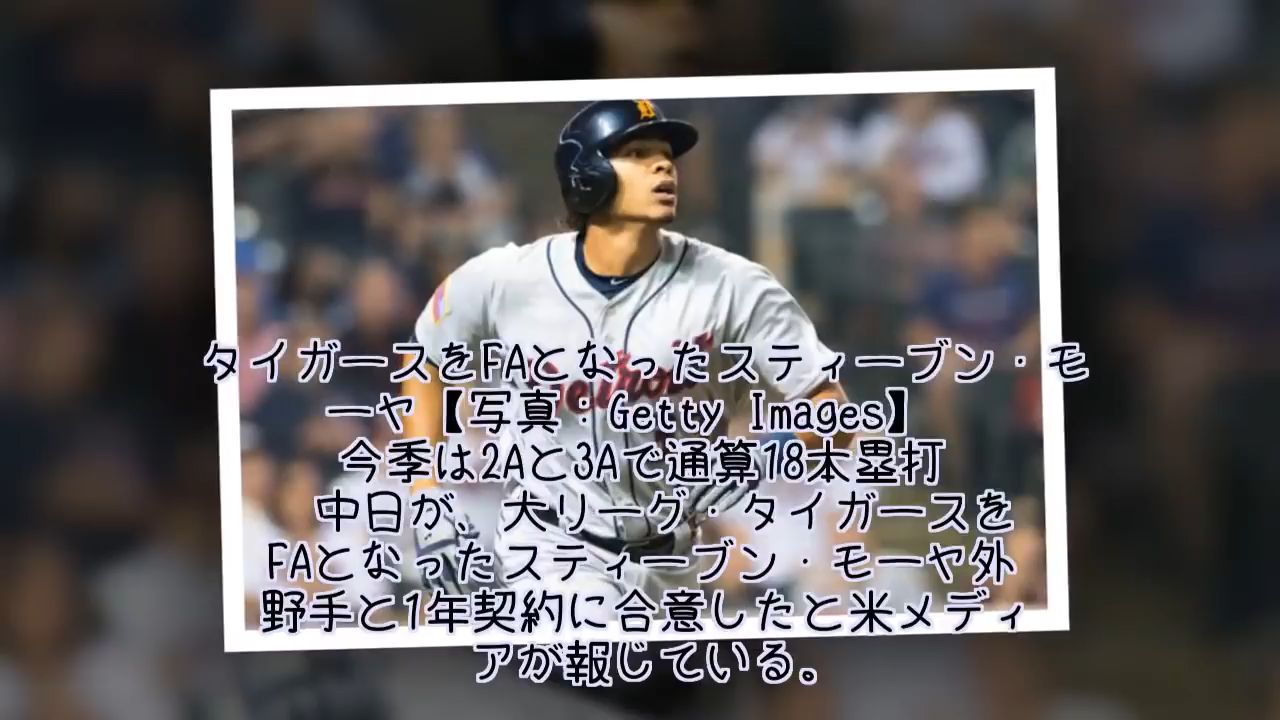 タイガースをFAとなったスティーブン・モ
ーヤ【写真：Getty Images】
今季は2Aと3Aで通算18本塁打
中日が、大リーグ・タイガースを
FAとなったスティーブン・モーヤ外
野手と1年契約に合意したと米メディ
アが報じている。
Detroit